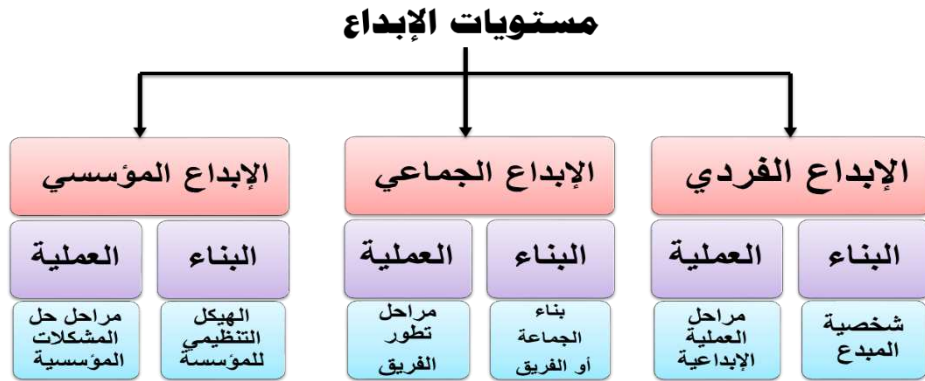 مستويات الإبداع
الإبداع الفردي
البناء
العملية
شخصية
المبدع
مراحل
العملية
الإبداعية
الإبداع الجماعي
البناء
العملية
بناء
الجماعة
أو الفريق
مراحل
تطور
الفريق
الإبداع المؤسسي
البناء
العملية
الهيكل
التنظيمي
للمؤسسة
مراحل حل
المشكلات
المؤسسية